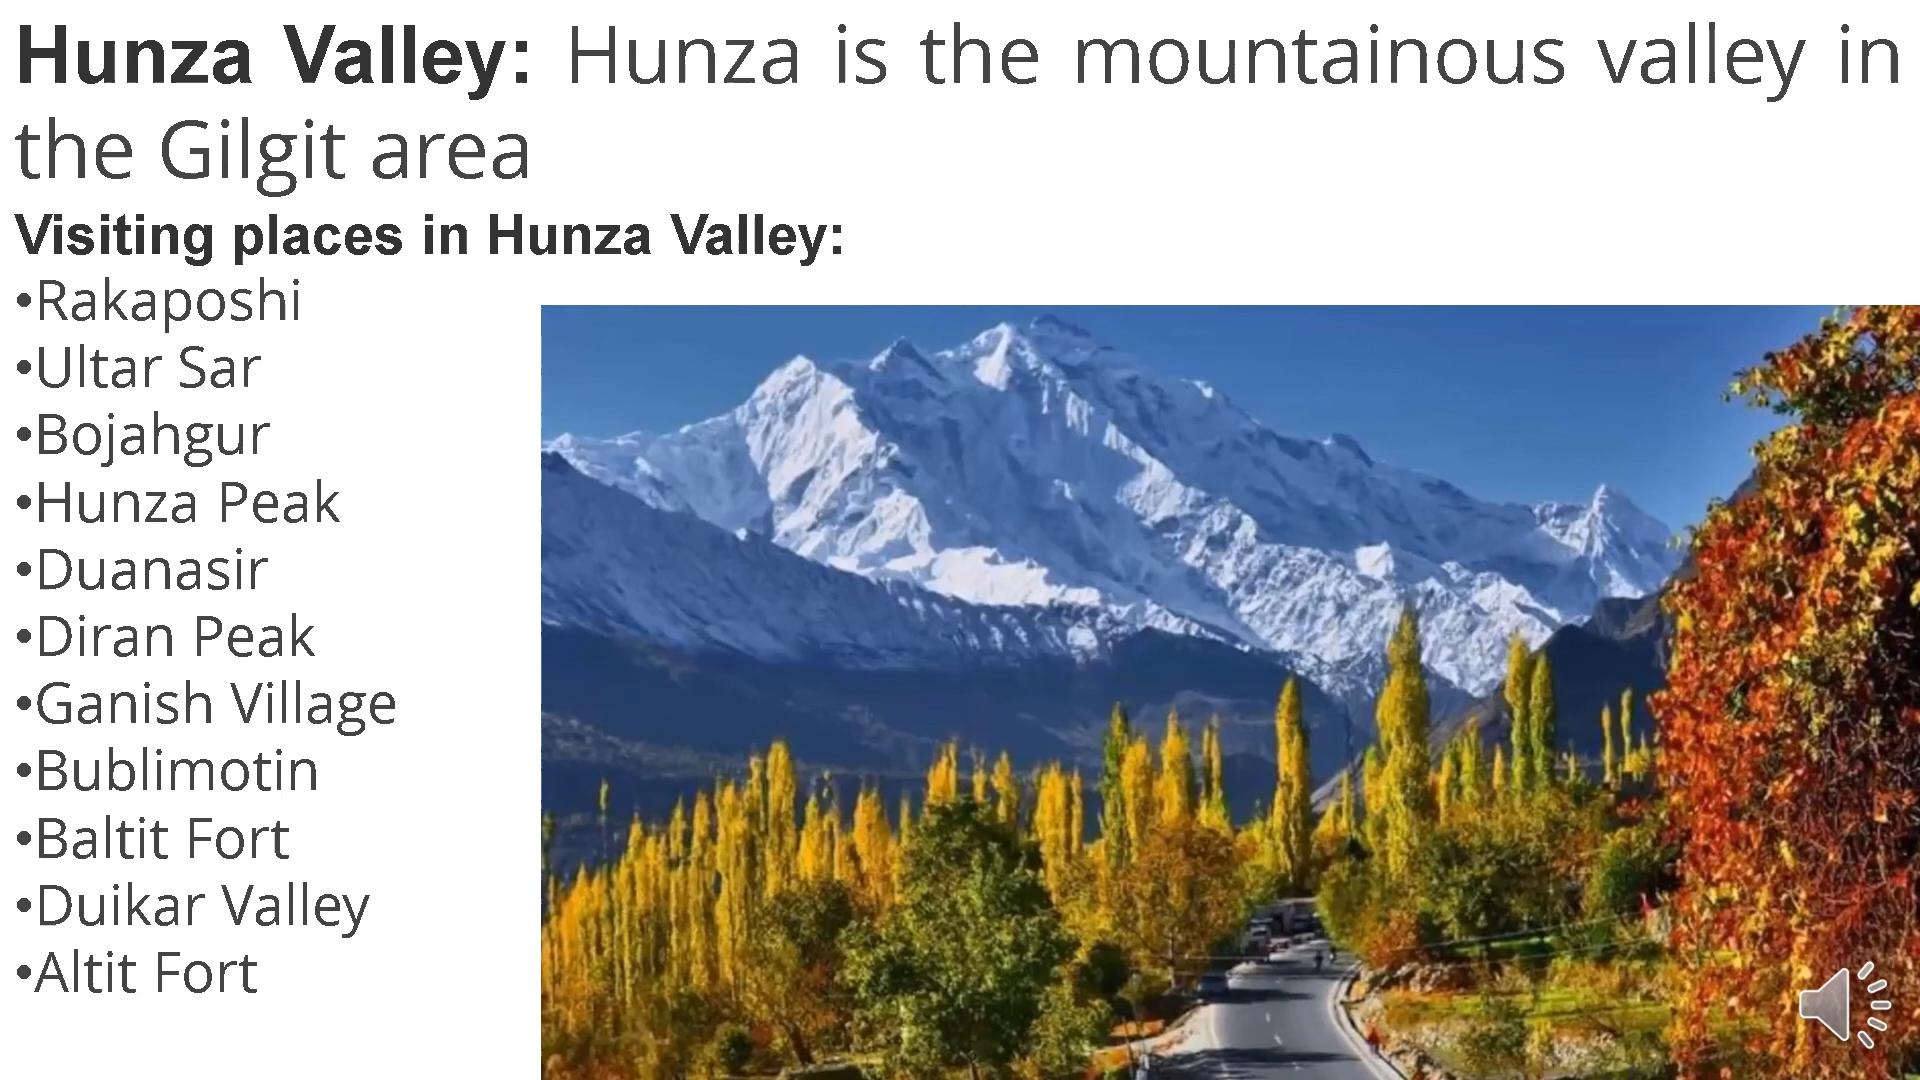 Hunza Valley: Hunza is the mountainous valley in
the Gilgit area
Visiting places in Hunza Valley:
•Rakaposhi
•Ultar Sar
•Bojahgur
•Hunza Peak
•Duanasir
•Diran Peak
•Ganish Village
•Bublimotin
•Baltit Fort
•Duikar Valley
•Altit Fort